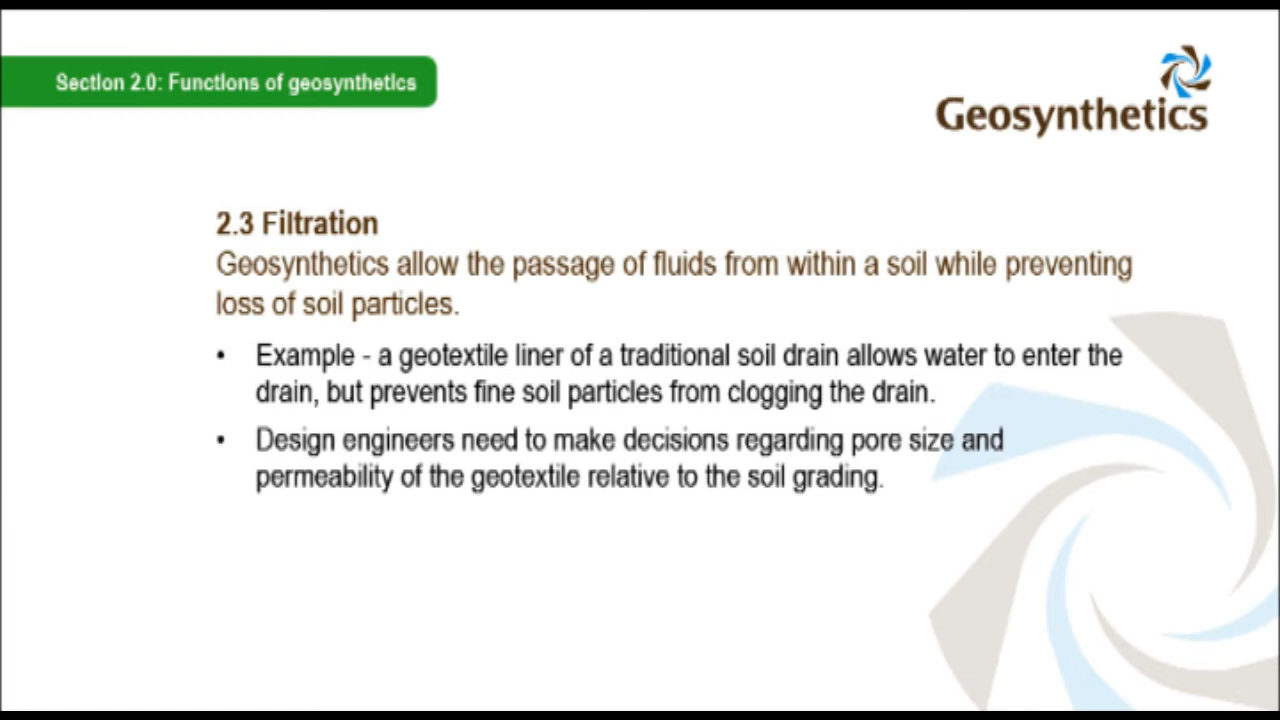 Section 2.0: Functions of geosynthetics
Geosynthetics
2.3 Filtration
Geosynthetics allow the passage of fluids from within a soil while preventing
loss of soil particles.
• Example - a geotextile liner of a traditional soil drain allows water to enter the
drain, but prevents fine soil particles from clogging the drain.
• Design engineers need to make decisions regarding pore size and
permeability of the geotextile relative to the soil grading.